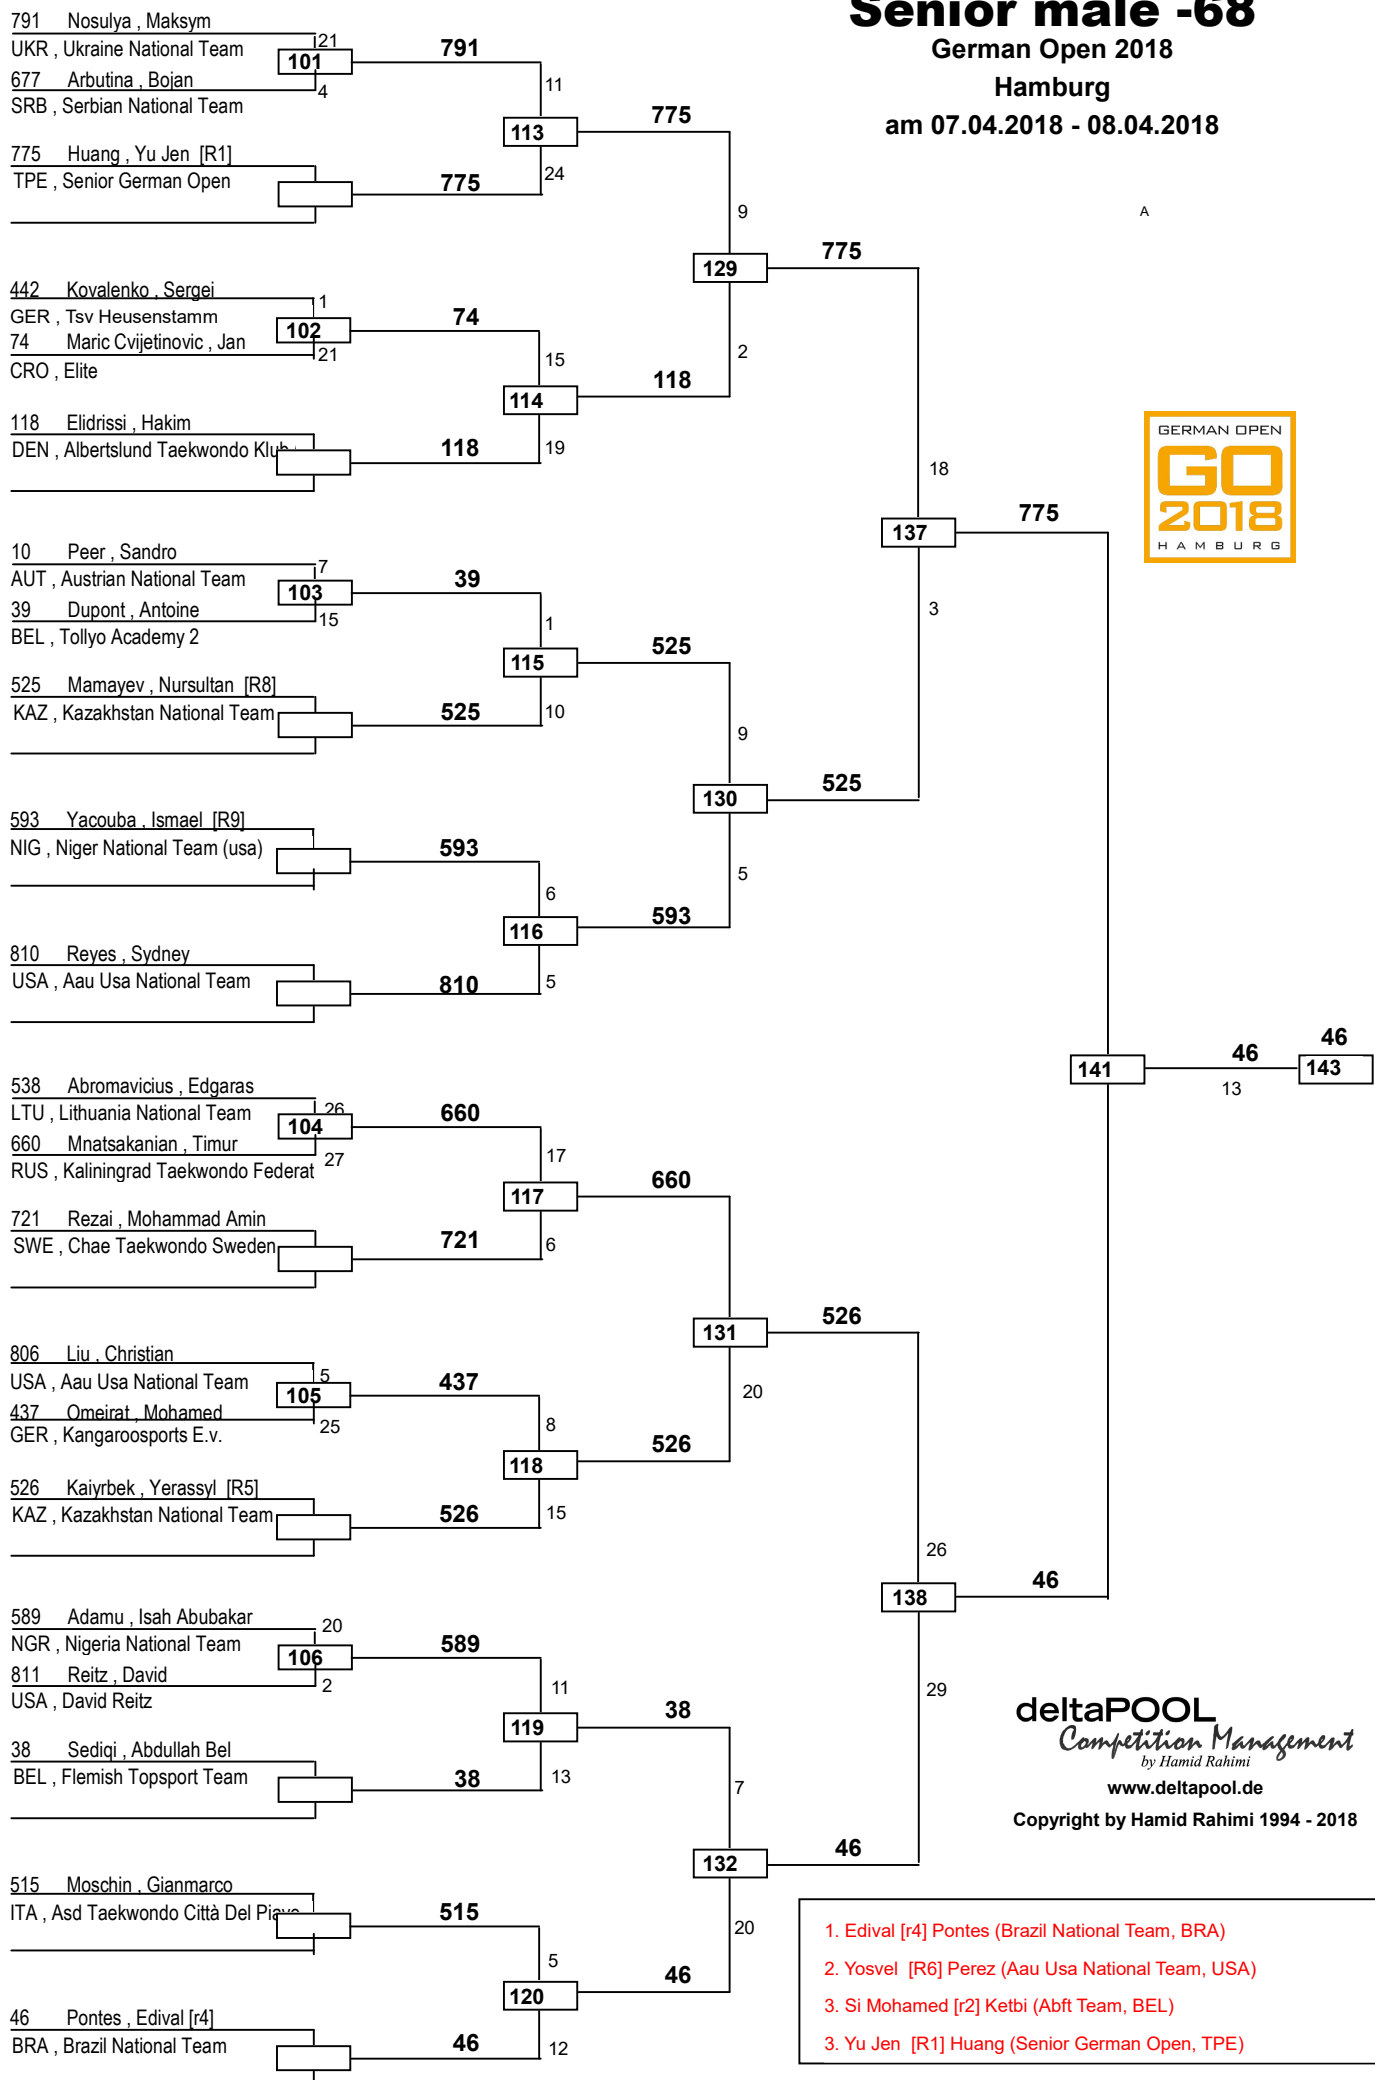 Senior male -68
German Open 2018
Hamburg
am 07.04.2018 - 08.04.2018
A
GERMAN OPEN
GO
2018
HAMBURG
791 Nosulya , Maksym
UKR , Ukraine National Team
21
101
791
677 Arbutina , Bojan
4
SRB , Serbian National Team
11
113
775
775 Huang , Yu Jen [R1]
TPE , Senior German Open
775
24
9
129
775
442 Kovalenko , Sergei
1
GER , Tsv Heusenstamm
102
74
74 Maric Cvijetinovic , Jan
21
CRO , Elite
15
2
114
118
118 Elidrissi , Hakim
DEN , Albertslund Taekwondo Klub
118
19
18
137
775
10 Peer , Sandro
7
AUT , Austrian National Team
103
39
39 Dupont , Antoine
15
BEL , Tollyo Academy 2
1
3
115
525
525 Mamayev , Nursultan [R8]
KAZ , Kazakhstan National Team
525
10
9
130
525
593 Yacouba , Ismael [R9]
NIG , Niger National Team (usa)
593
6
5
116
593
810 Reyes , Sydney
USA , Aau Usa National Team
810
5
141
46
13
46
143
538 Abromavicius , Edgaras
26
LTU , Lithuania National Team
104
660
660 Mnatsakanian , Timur
27
RUS , Kaliningrad Taekwondo Federat
17
117
660
721 Rezai , Mohammad Amin
SWE , Chae Taekwondo Sweden
721
6
131
526
806 Liu , Christian
5
USA , Aau Usa National Team
105
437
20
437 Omeirat , Mohamed
25
GER , Kangaroosports E.v.
8
118
526
526 Kaiyrbek , Yerassyl [R5]
KAZ , Kazakhstan National Team
526
15
26
138
46
589 Adamu , Isah Abubakar
20
NGR , Nigeria National Team
106
589
811 Reitz , David
2
USA , David Reitz
11
29
119
38
38 Sediqi , Abdullah Bel
BEL , Flemish Topsport Team
38
13
7
132
46
515 Moschin , Gianmarco
ITA , Asd Taekwondo Città Del Piave
515
20
5
120
46
46 Pontes , Edival [r4]
BRA , Brazil National Team
46
12
deltaPOOL
Competition Management
by Hamid Rahimi
www.deltapool.de
Copyright by Hamid Rahimi 1994 - 2018
1. Edival [r4] Pontes (Brazil National Team, BRA)
2. Yosvel [R6] Perez (Aau Usa National Team, USA)
3. Si Mohamed [r2] Ketbi (Abft Team, BEL)
3. Yu Jen [R1] Huang (Senior German Open, TPE)